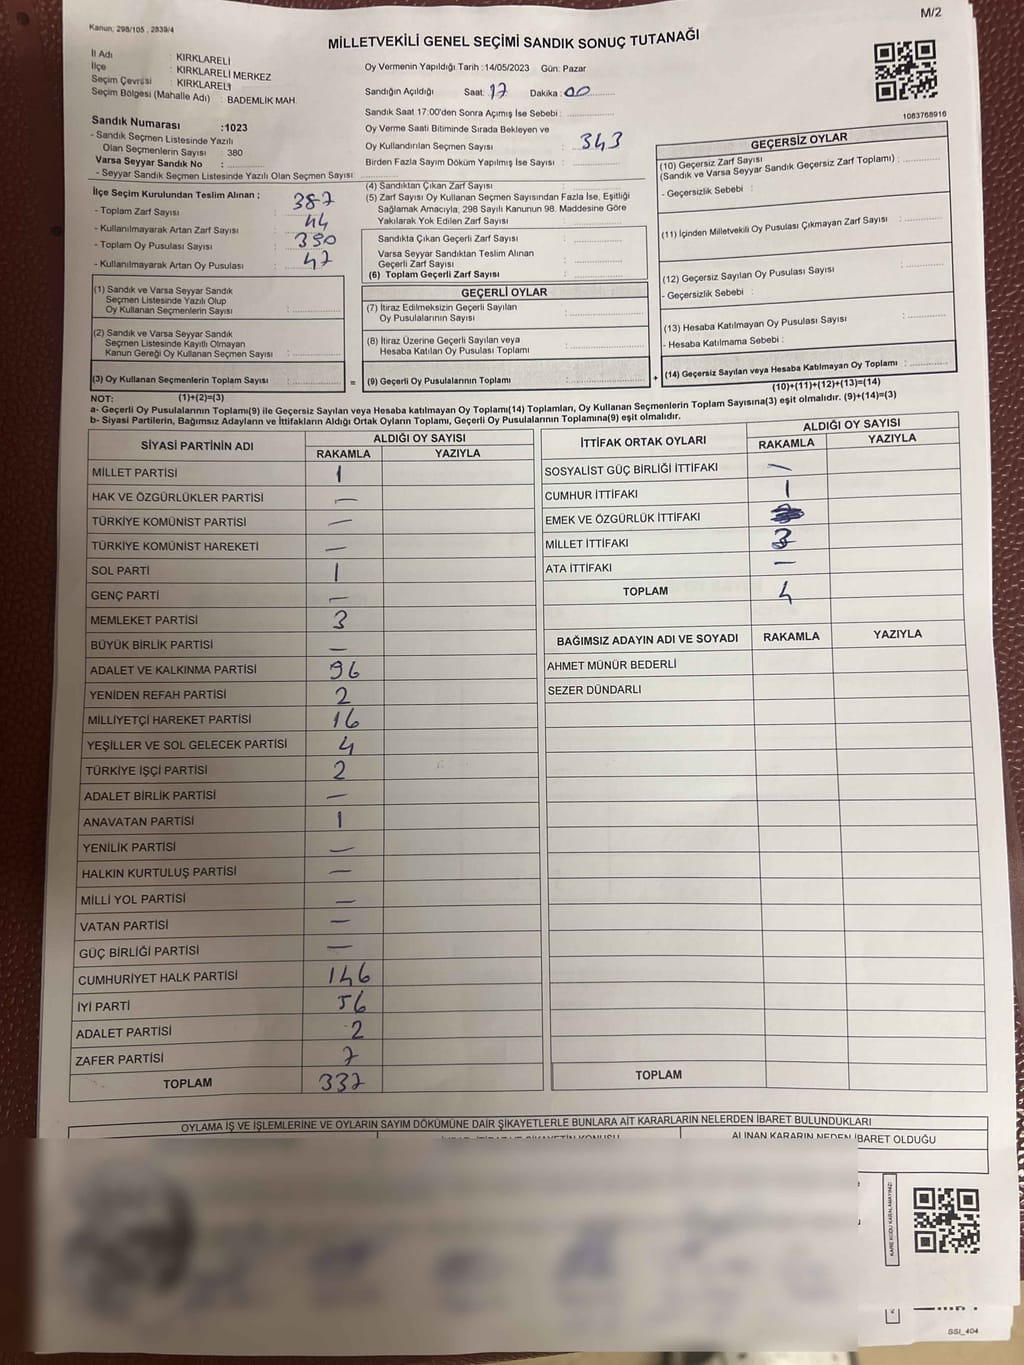 M/2
Kanun, 298/105 , 2839/4
MİLLETVEKİLİ GENEL SEÇİMİ SANDIK SONUÇ TUTANAĞI
İl Adı : KIRKLARELİ
İlçe : KIRKLARELİ MERKEZ
Seçim Çevresi : KIRKLARELİ
Seçim Bölgesi (Mahalle Adı) : BADEMLİK MAH.
Oy Vermenin Yapıldığı Tarih :14/05/2023 Gün: Pazar
Sandığın Açıldığı Saat: 17 Dakika : 00
Sandık Saat 17:00'den Sonra Açılmış İse Sebebi :
Oy Verme Saati Bitiminde Sırada Bekleyen ve
Oy Kullandırılan Seçmen Sayısı : 343
Birden Fazla Sayım Döküm Yapılmış İse Sayısı :
1083768916
Sandık Numarası :1023
- Sandık Seçmen Listesinde Yazılı
Olan Seçmenlerin Sayısı : 380
Varsa Seyyar Sandık No :
- Seyyar Sandık Seçmen Listesinde Yazılı Olan Seçmen Sayısı :
İlçe Seçim Kurulundan Teslim Alınan ;
- Toplam Zarf Sayısı : 387
- Kullanılmayarak Artan Zarf Sayısı : 44
- Toplam Oy Pusulası Sayısı : 390
- Kullanılmayarak Artan Oy Pusulası : 47
(1) Sandık ve Varsa Seyyar Sandık
Seçmen Listesinde Yazılı Olup
Oy Kullanan Seçmenlerin Sayısı :
(2) Sandık ve Varsa Seyyar Sandık
Seçmen Listesinde Kayıtlı Olmayan
Kanun Gereği Oy Kullanan Seçmen Sayısı :
(3) Oy Kullanan Seçmenlerin Toplam Sayısı :
(1)+(2)=(3)
(4) Sandıktan Çıkan Zarf Sayısı :
(5) Zarf Sayısı Oy Kullanan Seçmen Sayısından Fazla İse, Eşitliği
Sağlamak Amacıyla, 298 Sayılı Kanunun 98. Maddesine Göre
Yakılarak Yok Edilen Zarf Sayısı :
Sandıkta Çıkan Geçerli Zarf Sayısı :
Varsa Seyyar Sandıktan Teslim Alınan
Geçerli Zarf Sayısı :
(6) Toplam Geçerli Zarf Sayısı :
GEÇERLİ OYLAR
(7) İtiraz Edilmeksizin Geçerli Sayılan
Oy Pusulalarının Sayısı :
(8) İtiraz Üzerine Geçerli Sayılan veya
Hesaba Katılan Oy Pusulası Toplamı :
= (9) Geçerli Oy Pusulalarının Toplamı :
GEÇERSİZ OYLAR
(10) Geçersiz Zarf Sayısı
(Sandık ve Varsa Seyyar Sandık Geçersiz Zarf Toplamı) :
- Geçersizlik Sebebi :
(11) İçinden Milletvekili Oy Pusulası Çıkmayan Zarf Sayısı :
(12) Geçersiz Sayılan Oy Pusulası Sayısı :
- Geçersizlik Sebebi :
(13) Hesaba Katılmayan Oy Pusulası Sayısı :
- Hesaba Katılmama Sebebi :
+ (14) Geçersiz Sayılan veya Hesaba Katılmayan Oy Toplamı :
(10)+(11)+(12)+(13)=(14)
NOT:
a- Geçerli Oy Pusulalarının Toplamı(9) ile Geçersiz Sayılan veya Hesaba katılmayan Oy Toplamı(14) Toplamları, Oy Kullanan Seçmenlerin Toplam Sayısına(3) eşit olmalıdır. (9)+(14)=(3)
b- Siyasi Partilerin, Bağımsız Adayların ve İttifakların Aldığı Ortak Oyların Toplamı, Geçerli Oy Pusulalarının Toplamına(9) eşit olmalıdır.
SİYASİ PARTİNİN ADI ALDIĞI OY SAYISI
RAKAMLA YAZIYLA
MİLLET PARTİSİ 1
HAK VE ÖZGÜRLÜKLER PARTİSİ —
TÜRKİYE KOMÜNİST PARTİSİ —
TÜRKİYE KOMÜNİST HAREKETİ —
SOL PARTİ 1
GENÇ PARTİ —
MEMLEKET PARTİSİ 3
BÜYÜK BİRLİK PARTİSİ —
ADALET VE KALKINMA PARTİSİ 96
YENİDEN REFAH PARTİSİ 2
MİLLİYETÇİ HAREKET PARTİSİ 16
YEŞİLLER VE SOL GELECEK PARTİSİ 4
TÜRKİYE İŞÇİ PARTİSİ 2
ADALET BİRLİK PARTİSİ —
ANAVATAN PARTİSİ 1
YENİLİK PARTİSİ —
HALKIN KURTULUŞ PARTİSİ —
MİLLİ YOL PARTİSİ —
VATAN PARTİSİ —
GÜÇ BİRLİĞİ PARTİSİ —
CUMHURİYET HALK PARTİSİ 146
İYİ PARTİ 56
ADALET PARTİSİ 2
ZAFER PARTİSİ 7
TOPLAM 337
İTTİFAK ORTAK OYLARI ALDIĞI OY SAYISI
RAKAMLA YAZIYLA
SOSYALİST GÜÇ BİRLİĞİ İTTİFAKI —
CUMHUR İTTİFAKI 1
EMEK VE ÖZGÜRLÜK İTTİFAKI
MİLLET İTTİFAKI 3
ATA İTTİFAKI —
TOPLAM 4
BAĞIMSIZ ADAYIN ADI VE SOYADI RAKAMLA YAZIYLA
AHMET MÜNÜR BEDERLİ
SEZER DÜNDARLI
TOPLAM
OYLAMA İŞ VE İŞLEMLERİNE VE OYLARIN SAYIM DÖKÜMÜNE DAİR ŞİKAYETLERLE BUNLARA AİT KARARLARIN NELERDEN İBARET BULUNDUKLARI
ALINAN KARARIN NEDEN İBARET OLDUĞU
KARE KODU KARALAMAYINIZ!
SSI_404